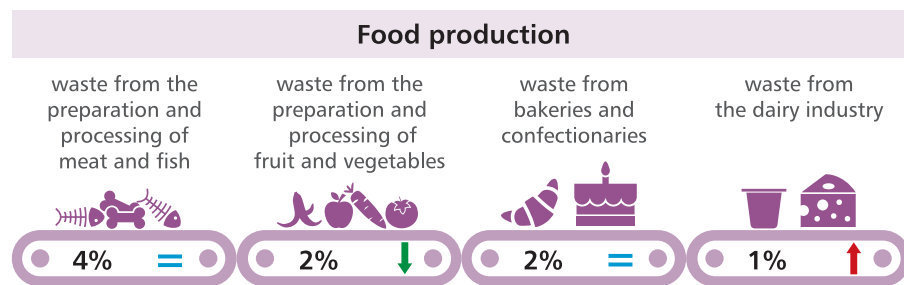 Food production
waste from the
preparation and
processing of
meat and fish
waste from the
preparation and
processing of
fruit and vegetables
waste from
bakeries and
confectionaries
waste from
the dairy industry
4% =
2%
2% =
1%